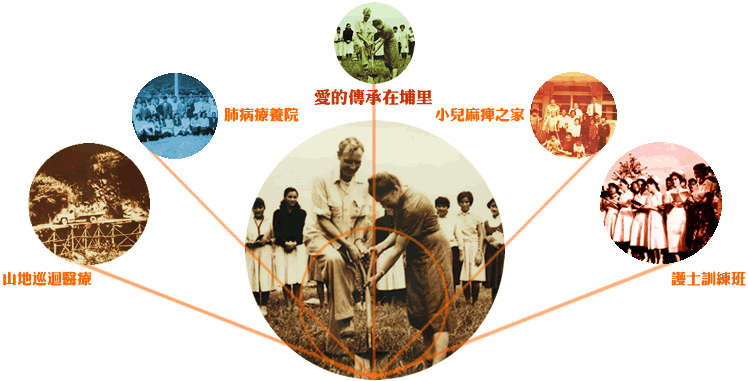 愛的傳承在埔里
肺病療養院
小兒麻痺之家
山地巡迴醫療
護士訓練班